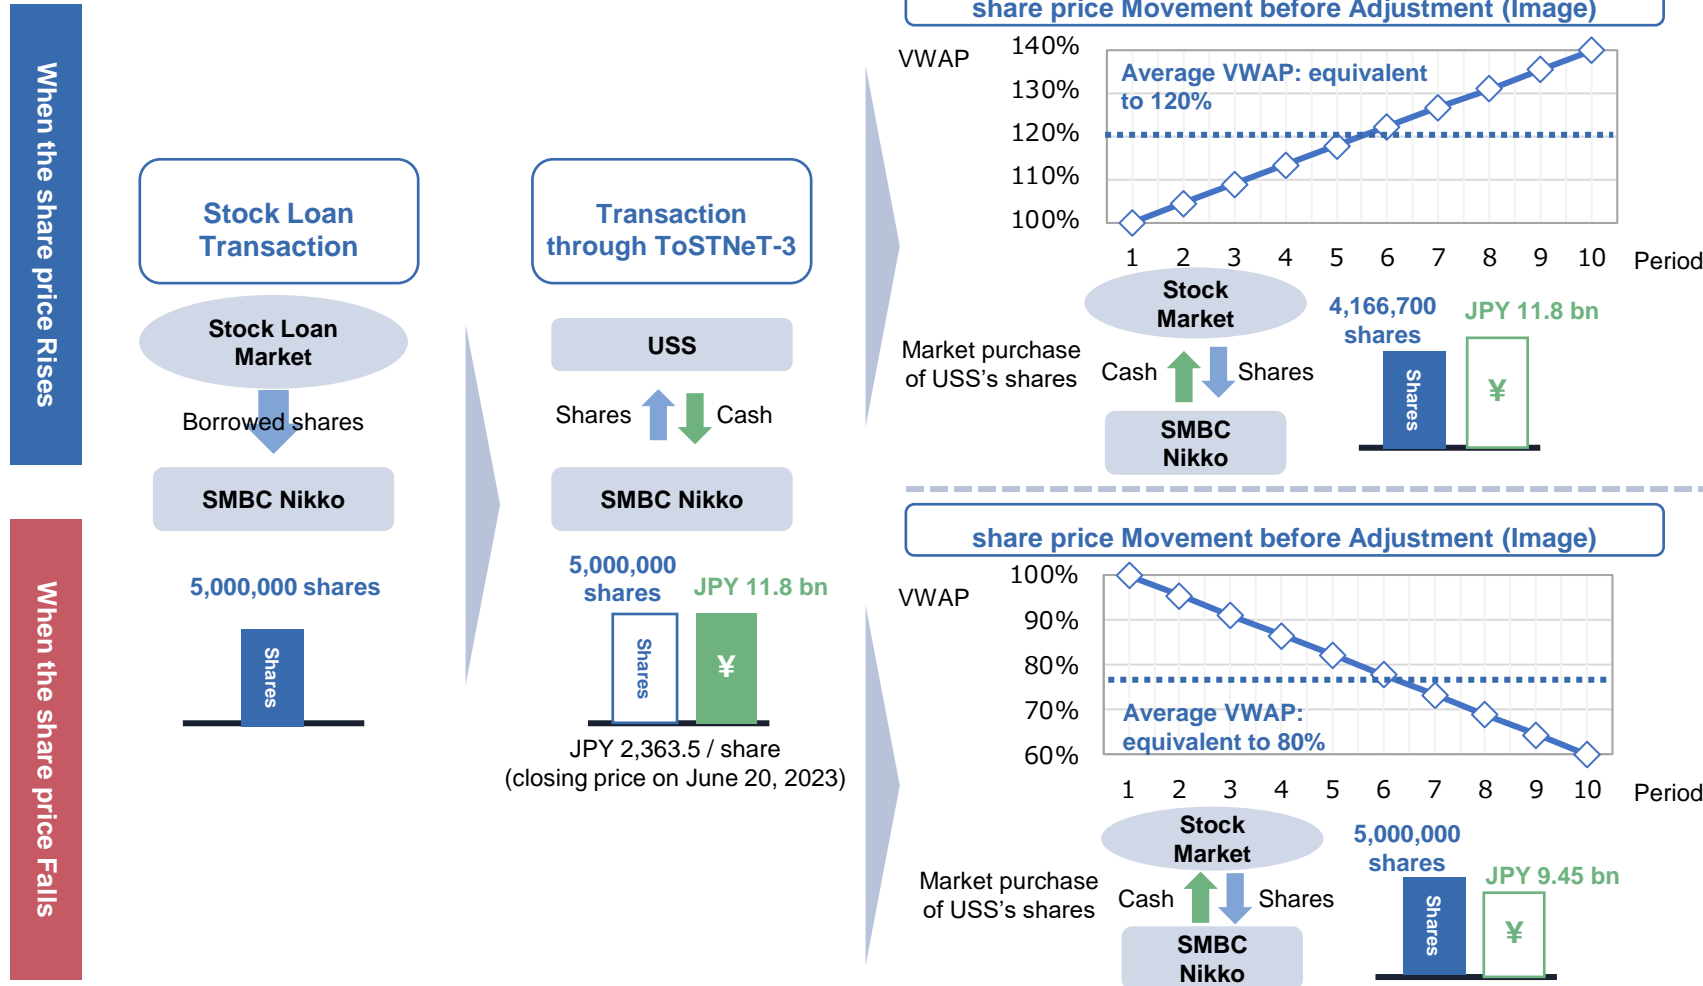 When the share price Rises
When the share price Falls
Stock Loan
Transaction
Stock Loan
Market
Borrowed shares
SMBC Nikko
5,000,000 shares
Shares
Transaction
through ToSTNeT-3
USS
Shares
Cash
SMBC Nikko
5,000,000
shares
JPY 11.8 bn
Shares
¥
JPY 2,363.5 / share
(closing price on June 20, 2023)
share price Movement before Adjustment (Image)
VWAP
140%
130%
120%
110%
100%
Average VWAP: equivalent
to 120%
1 2 3 4 5 6 7 8 9 10 Period
Stock
Market
Market purchase
of USS's shares
Cash
Shares
SMBC
Nikko
4,166,700
shares
JPY 11.8 bn
Shares
¥
share price Movement before Adjustment (Image)
VWAP
100%
90%
80%
70%
60%
Average VWAP:
equivalent to 80%
1 2 3 4 5 6 7 8 9 10 Period
Stock
Market
Market purchase
of USS's shares
Cash
Shares
SMBC
Nikko
5,000,000
shares
JPY 9.45 bn
Shares
¥